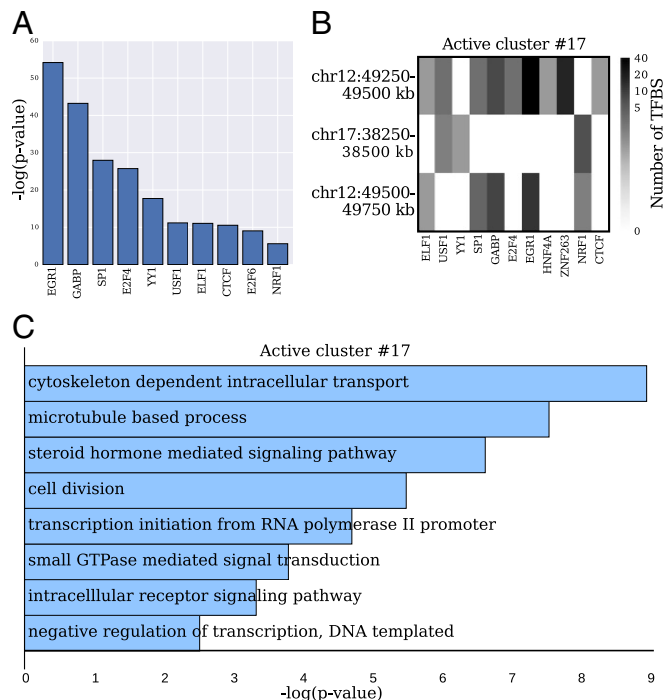 A
60
50
40
30
20
10
0
-log(p-value)
EGR1
GABP
SP1
E2F4
YY1
USF1
ELF1
CTCF
E2F6
NRF1
B
Active cluster #17
chr12:49250-
49500 kb
chr17:38250-
38500 kb
chr12:49500-
49750 kb
ELF1
USF1
YY1
SP1
GABP
E2F4
EGR1
HNF4A
ZNF263
NRF1
CTCF
40
20
10
5
0
Number of TFBS
C
Active cluster #17
cytoskeleton dependent intracellular transport
microtubule based process
steroid hormone mediated signaling pathway
cell division
transcription initiation from RNA polymerase II promoter
small GTPase mediated signal transduction
intracelllular receptor signaling pathway
negative regulation of transcription, DNA templated
0 1 2 3 4 5 6 7 8 9
-log(p-value)